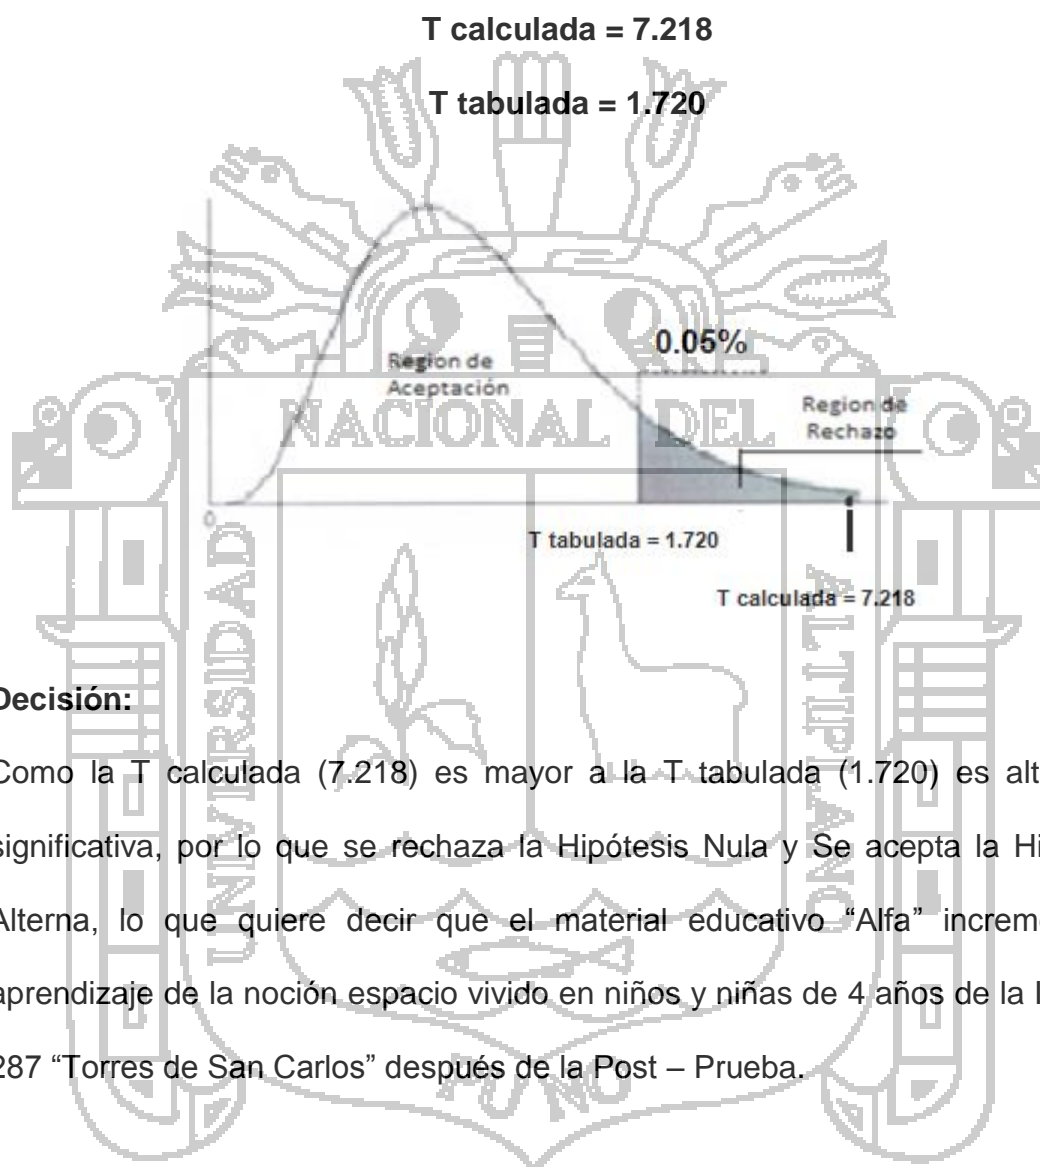 T calculada = 7.218
T tabulada = 1.720
0.05%
Region de
Aceptación
Region de
Rechazo
NACIONAL DEL
0
T tabulada = 1.720
T calculada = 7.218
UNIVERSIDAD
ALTIPLANO
Decisión:
Como la T calculada (7.218) es mayor a la T tabulada (1.720) es alt
significativa, por lo que se rechaza la Hipótesis Nula y Se acepta la Hi
Alterna, lo que quiere decir que el material educativo “Alfa” increm
aprendizaje de la noción espacio vivido en niños y niñas de 4 años de la
287 “Torres de San Carlos” después de la Post – Prueba.
PUNO